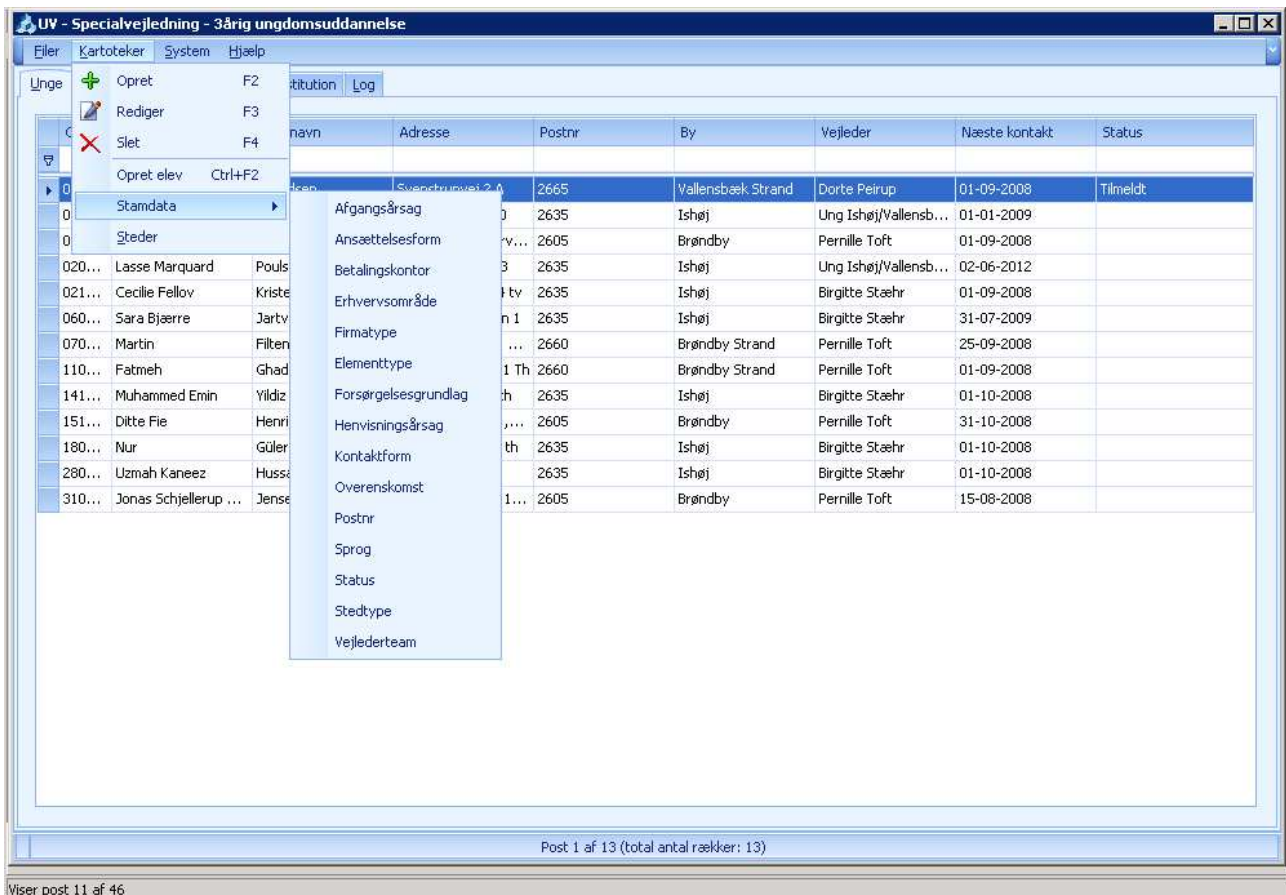 UV - Specialvejledning - 3årig ungdomsuddannelse
Filer Kartoteker System Hjælp
Unge stitution Log
Opret F2
Rediger F3
Slet F4
Opret elev Ctrl+F2
Stamdata
Steder
Afgangsårsag
Ansættelsesform
Betalingskontor
Erhvervsområde
Firmatype
Elementtype
Forsørgelsesgrundlag
Henvisningsårsag
Kontaktform
Overenskomst
Postnr
Sprog
Status
Stedtype
Vejlederteam
navn Adresse Postnr By Vejleder Næste kontakt Status
Svenstrupvej 2 A 2665 Vallensbæk Strand Dorte Peirup 01-09-2008 Tilmeldt
2635 Ishøj Ung Ishøj/Vallensb... 01-01-2009
2605 Brøndby Pernille Toft 01-09-2008
020... Lasse Marquard Pouls 3 2635 Ishøj Ung Ishøj/Vallensb... 02-06-2012
021... Cecilie Fellov Kriste tv 2635 Ishøj Birgitte Stæhr 01-09-2008
060... Sara Bjærre Jartv n 1 2635 Ishøj Birgitte Stæhr 31-07-2009
070... Martin Filten ... 2660 Brøndby Strand Pernille Toft 25-09-2008
110... Fatmeh Ghad 1 Th 2660 Brøndby Strand Pernille Toft 01-09-2008
141... Muhammed Emin Yildiz th 2635 Ishøj Birgitte Stæhr 01-10-2008
151... Ditte Fie Henri ,... 2605 Brøndby Pernille Toft 31-10-2008
180... Nur Güler th 2635 Ishøj Birgitte Stæhr 01-10-2008
280... Uzmah Kaneez Hussa 2635 Ishøj Birgitte Stæhr 01-10-2008
310... Jonas Schjellerup ... Jense 1... 2605 Brøndby Pernille Toft 15-08-2008
Post 1 af 13 (total antal rækker: 13)
Viser post 11 af 46